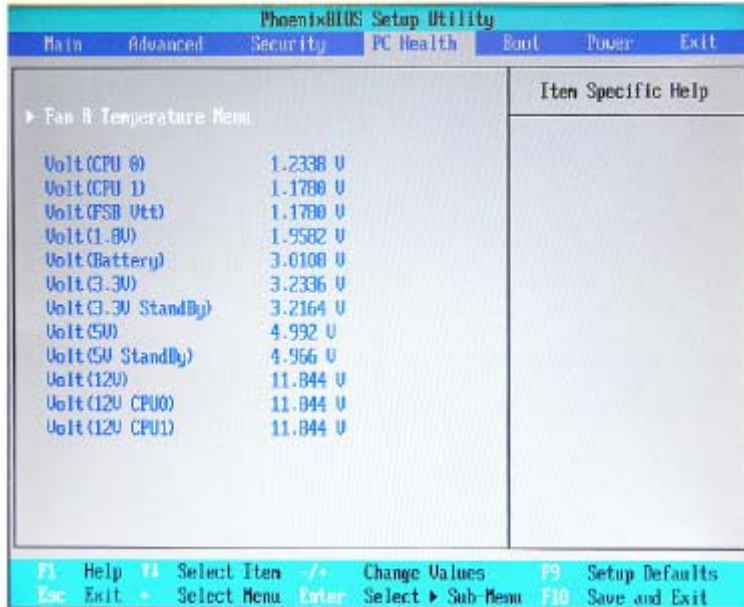 PhoenixBIOS Setup Utility
Main Advanced Security PC Health Boot Power Exit
Item Specific Help
▶ Fan & Temperature Menu
Volt(CPU 0) 1.2338 V
Volt(CPU 1) 1.1780 V
Volt(FSB Vtt) 1.1780 V
Volt(1.8V) 1.9582 V
Volt(Battery) 3.0108 V
Volt(3.3V) 3.2336 V
Volt(3.3V StandBy) 3.2164 V
Volt(5V) 4.992 V
Volt(5V StandBy) 4.966 V
Volt(12V) 11.844 V
Volt(12V CPU0) 11.844 V
Volt(12V CPU1) 11.844 V
F1 Help ↑↓ Select Item -/+ Change Values F9 Setup Defaults
Esc Exit Select Menu Enter Select ▶ Sub-Menu F10 Save and Exit